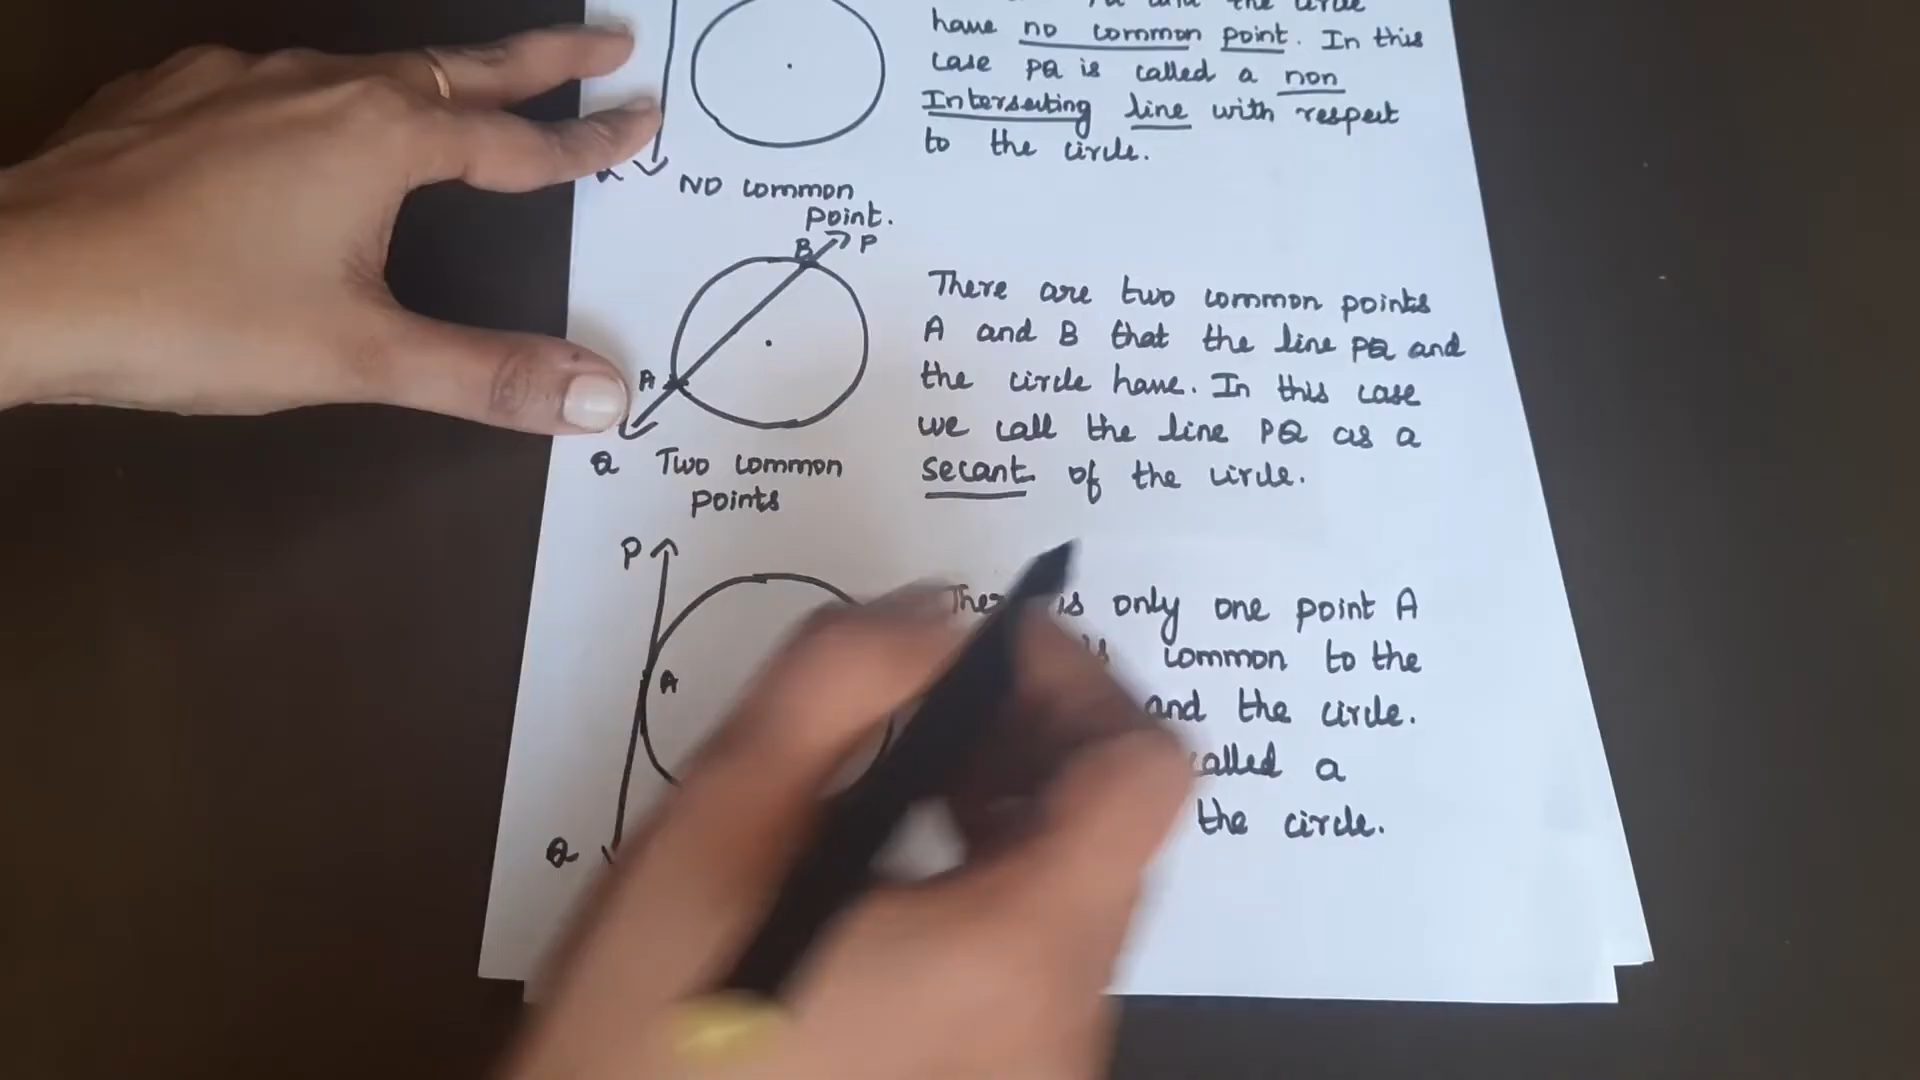 the circle
have no common point. In this
case PQ is called a non
Intersecting line with respect
to the circle.
Q
NO common
point.
B P
A
Q Two common
points
There are two common points
A and B that the line PQ and
the circle have. In this case
we call the line PQ as a
secant of the circle.
P
A
Q
is only one point A
common to the
and the circle.
called a
the circle.